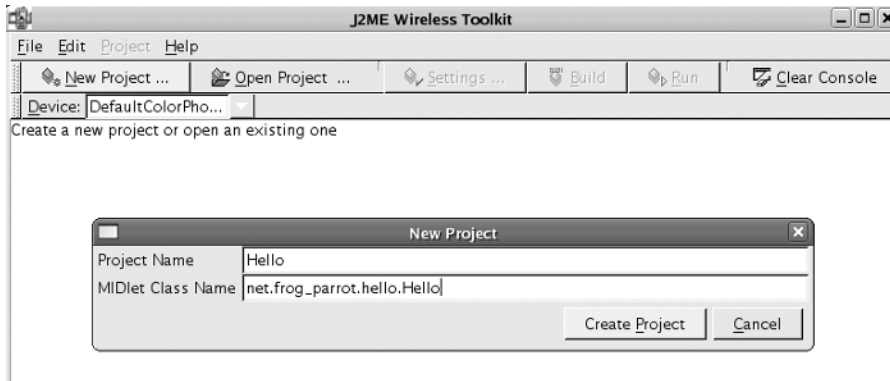 J2ME Wireless Toolkit
File Edit Project Help
New Project ... Open Project ... Settings ... Build Run Clear Console
Device: DefaultColorPho...
Create a new project or open an existing one
New Project
Project Name Hello
MIDlet Class Name net.frog_parrot.hello.Hello
Create Project Cancel